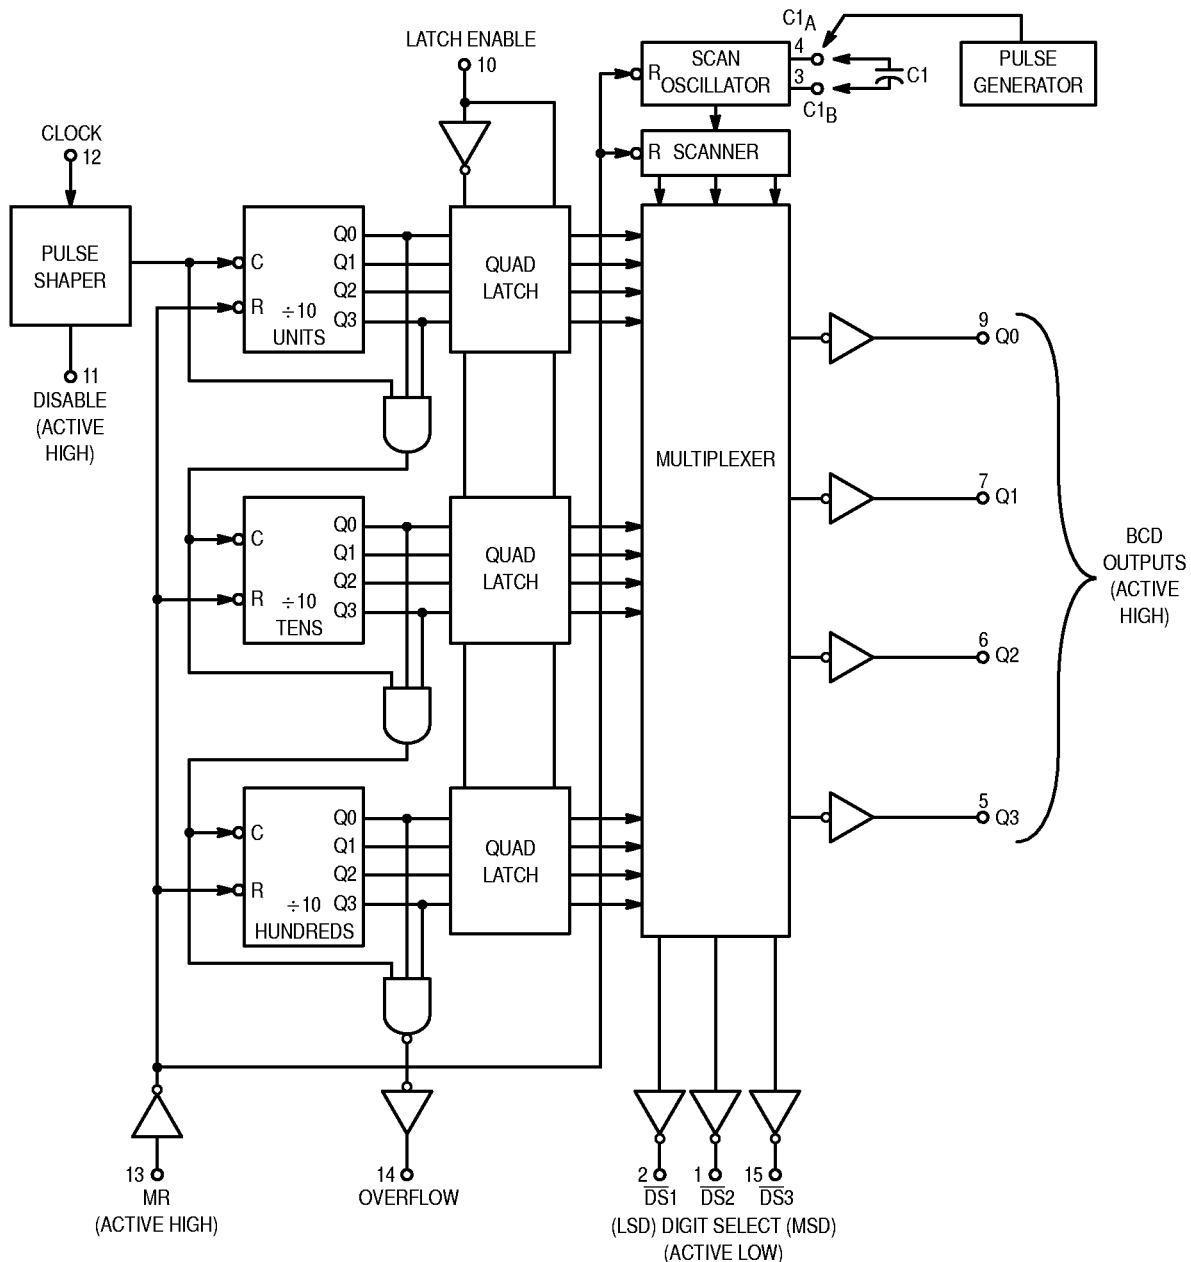 LATCH ENABLE
10
CLOCK
12
PULSE
SHAPER
11
DISABLE
(ACTIVE
HIGH)
C
R
÷10
UNITS
Q0
Q1
Q2
Q3
QUAD
LATCH
C
R
÷10
TENS
Q0
Q1
Q2
Q3
QUAD
LATCH
C
R
÷10
HUNDREDS
Q0
Q1
Q2
Q3
QUAD
LATCH
R
SCAN
OSCILLATOR
4
3
C1A
C1B
C1
PULSE
GENERATOR
R SCANNER
MULTIPLEXER
9
Q0
7
Q1
6
Q2
5
Q3
BCD
OUTPUTS
(ACTIVE
HIGH)
13
MR
(ACTIVE HIGH)
14
OVERFLOW
2
DS1
1
DS2
15
DS3
(LSD) DIGIT SELECT (MSD)
(ACTIVE LOW)